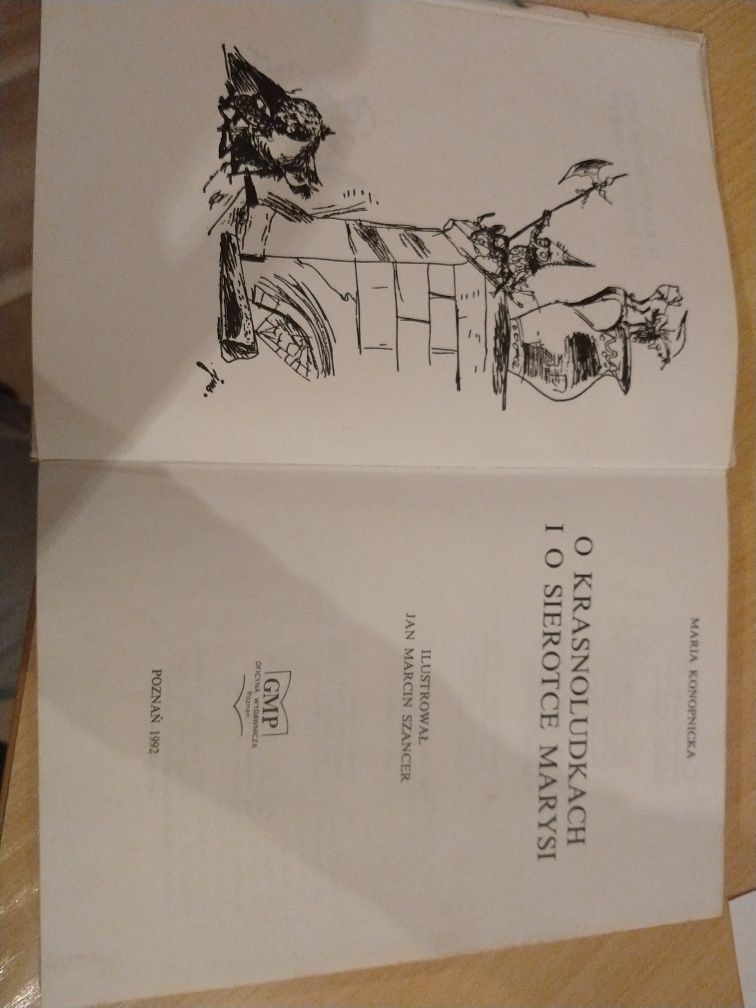 MARIA KONOPNICKA
O KRASNOLUDKACH
I O SIEROTCE MARYSI
ILUSTROWAŁ
JAN MARCIN SZANCER
GMP
OFICYNA WYDAWNICZA
Poznań
POZNAŃ 1992